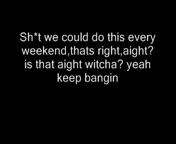 Sh*t we could do this every
weekend,thats right,aight?
is that aight witcha? yeah
keep bangin